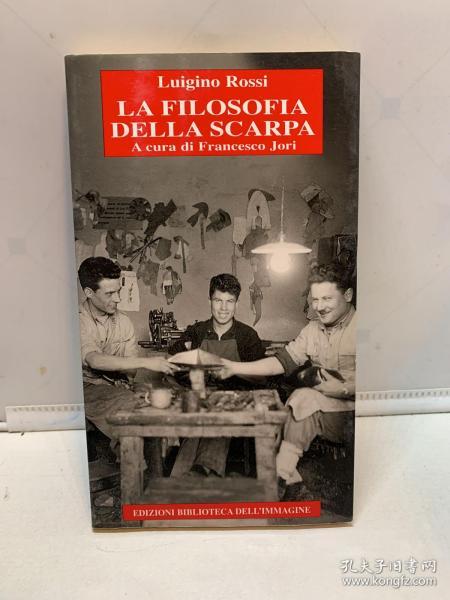 Luigino Rossi
LA FILOSOFIA
DELLA SCARPA
A cura di Francesco Jori
EDIZIONI BIBLIOTECA DELL'IMMAGINE
孔夫子旧书网
www.kongfz.com